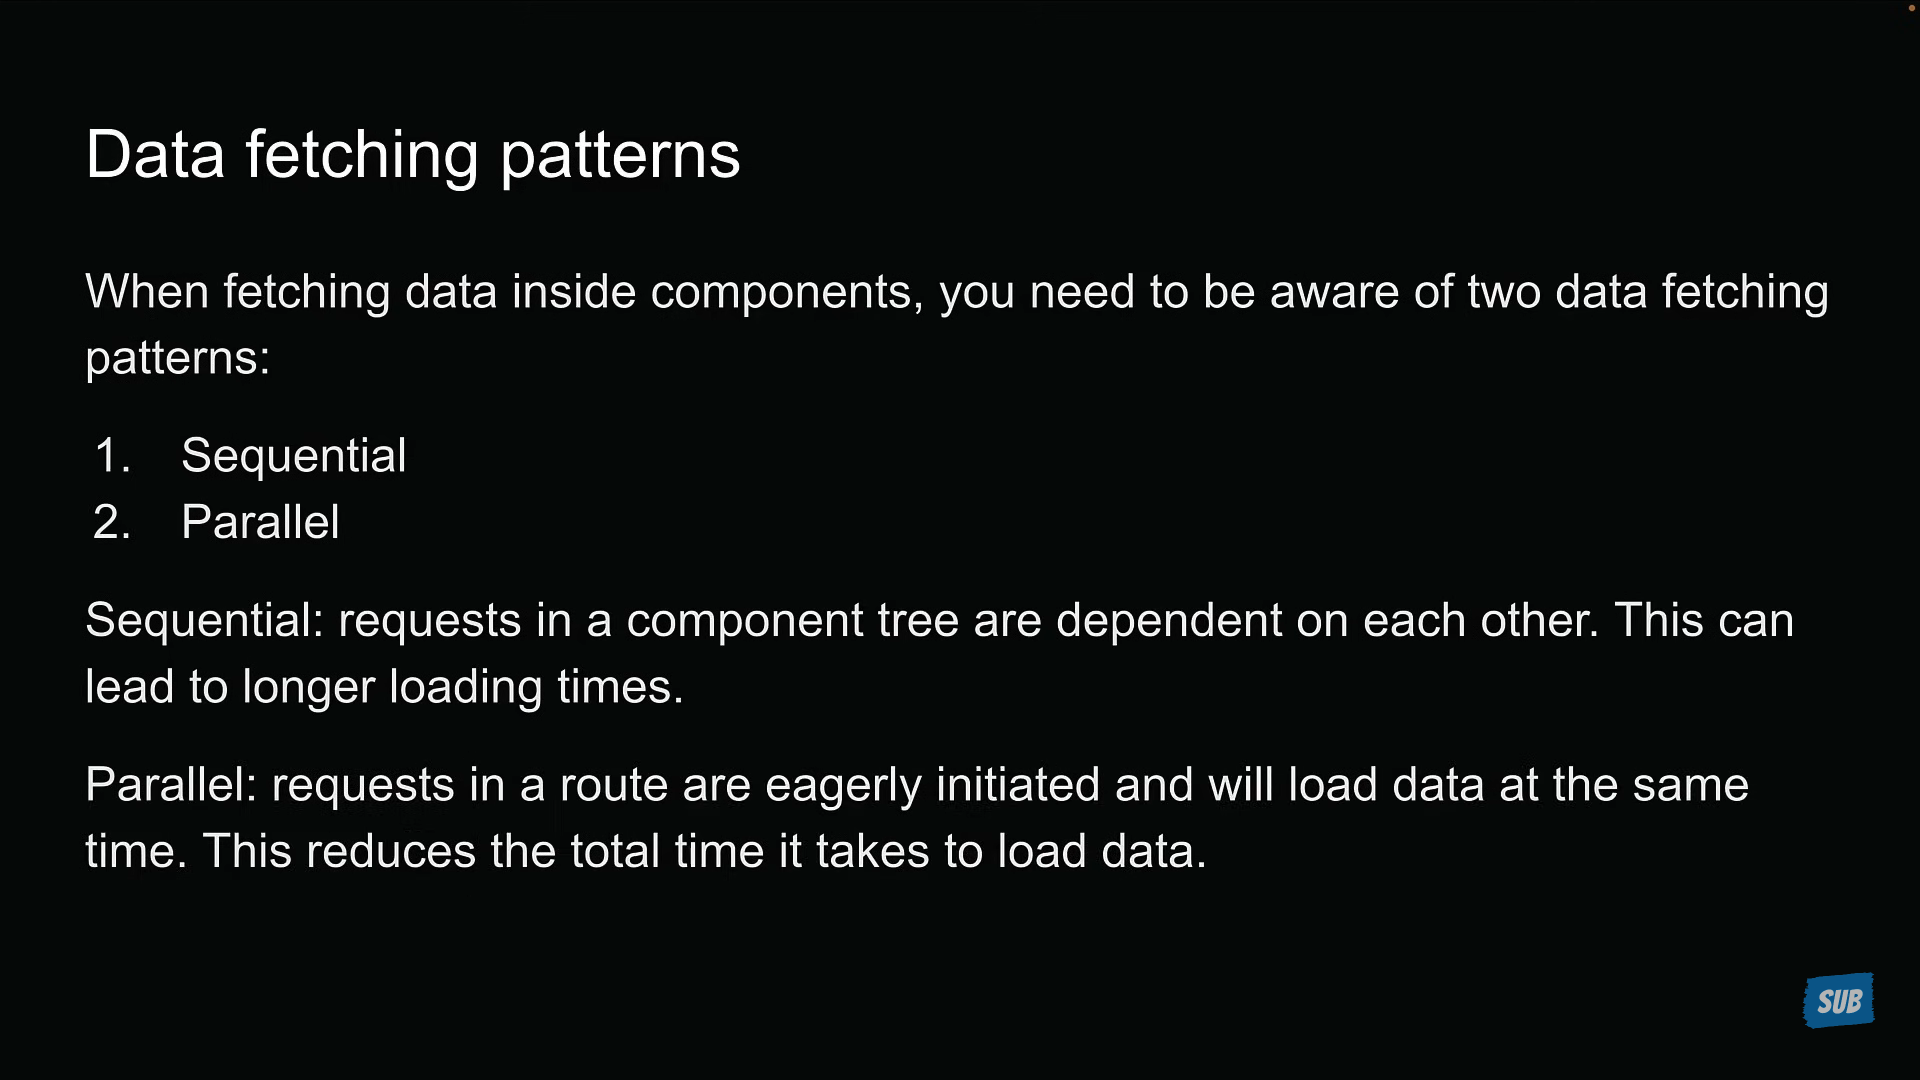 Data fetching patterns
When fetching data inside components, you need to be aware of two data fetching
patterns:
1. Sequential
2. Parallel
Sequential: requests in a component tree are dependent on each other. This can
lead to longer loading times.
Parallel: requests in a route are eagerly initiated and will load data at the same
time. This reduces the total time it takes to load data.
SUB